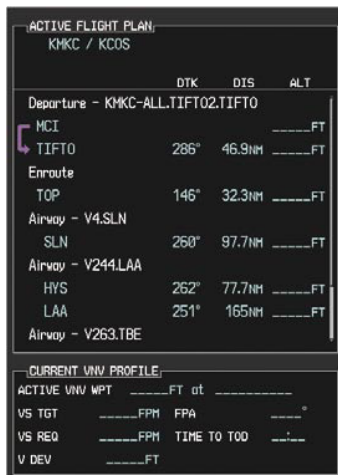 ACTIVE FLIGHT PLAN
KMKC / KCOS
DTK DIS ALT
Departure - KMKC-ALL.TIFTO2.TIFTO
MCI _____FT
TIFTO 286° 46.9NM _____FT
Enroute
TOP 146° 32.3NM _____FT
Airway - V4.SLN
SLN 260° 97.7NM _____FT
Airway - V244.LAA
HYS 262° 77.7NM _____FT
LAA 251° 165NM _____FT
Airway - V263.TBE
CURRENT VNV PROFILE
ACTIVE VNV WPT _____FT at __________
VS TGT _____FPM FPA ____°
VS REQ _____FPM TIME TO TOD __:__
V DEV _____FT